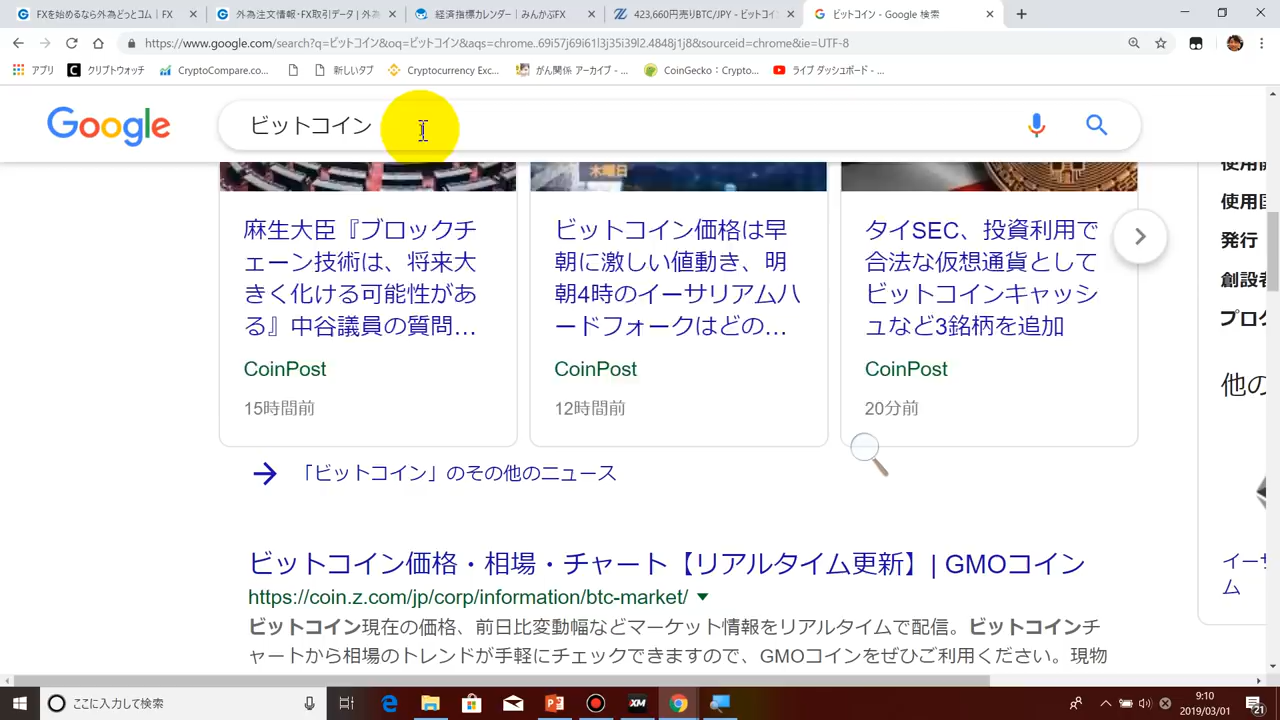 FXを始めるなら外為どっとコム｜FX
外為注文情報・FX取引データ | 外為
経済指標カレンダー｜みんかぶFX
423,660円売りBTC/JPY - ビットコイン
ビットコイン - Google 検索
https://www.google.com/search?q=ビットコイン&oq=ビットコイン&aqs=chrome..69i57j69i61l3j35i39l2.4848j1j8&sourceid=chrome&ie=UTF-8
アプリ
クリプトウォッチ
CryptoCompare.co...
新しいタブ
Cryptocurrency Exc...
がん関係 アーカイブ - ...
CoinGecko：Crypto...
ライブ ダッシュボード - ...
Google
ビットコイン
木曜日
麻生大臣『ブロックチ
ェーン技術は、将来大
きく化ける可能性があ
る』中谷議員の質問...
CoinPost
15時間前
ビットコイン価格は早
朝に激しい値動き、明
朝4時のイーサリアムハ
ードフォークはどの...
CoinPost
12時間前
タイSEC、投資利用で
合法な仮想通貨として
ビットコインキャッシ
ュなど3銘柄を追加
CoinPost
20分前
使用開
使用国
発行
創設者
プロク
他の
イーサ
ム
「ビットコイン」のその他のニュース
ビットコイン価格・相場・チャート【リアルタイム更新】| GMOコイン
https://coin.z.com/jp/corp/information/btc-market/
ビットコイン現在の価格、前日比変動幅などマーケット情報をリアルタイムで配信。ビットコインチ
ャートから相場のトレンドが手軽にチェックできますので、GMOコインをぜひご利用ください。現物
ここに入力して検索
XM
9:10
2019/03/01
21